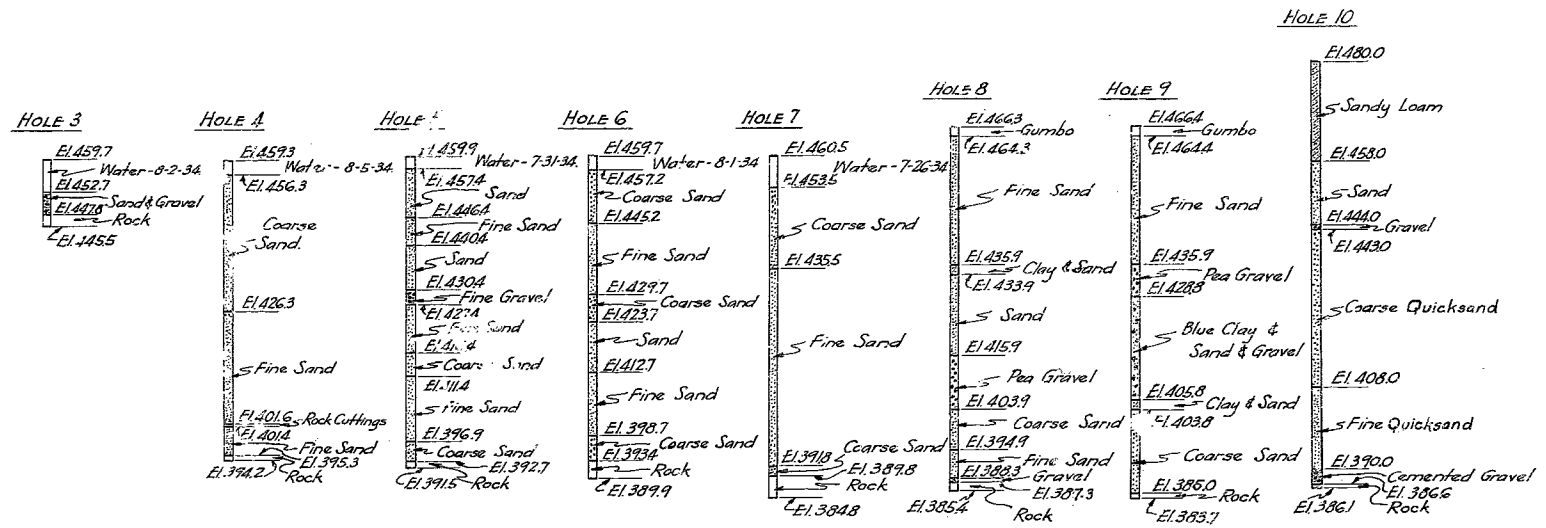 HOLE 3
El.459.7
Water-8-2-34
El.452.7
Sand & Gravel
El.447.8
Rock
El.445.5
HOLE 4
El.459.3
Water-8-5-34
El.456.3
Coarse
Sand
El.426.3
Fine Sand
El.401.6
Rock Cuttings
El.401.4
Fine Sand
El.395.3
El.394.2
Rock
HOLE
El.459.9
Water-7-31-34
El.457.4
Sand
El.446.4
Fine Sand
El.440.4
Sand
El.430.4
Fine Gravel
El.427.4
Fine Sand
Coarse Sand
Fine Sand
El.396.9
Coarse Sand
El.392.7
El.391.5
Rock
HOLE 6
El.459.7
Water-8-1-34
El.457.2
Coarse Sand
El.445.2
Fine Sand
El.429.7
Coarse Sand
El.423.7
Sand
El.412.7
Fine Sand
El.398.7
Coarse Sand
El.393.4
Rock
El.389.9
HOLE 7
El.460.5
Water-7-26-34
El.453.5
Coarse Sand
El.435.5
Fine Sand
El.391.8
Coarse Sand
El.389.8
Rock
El.384.8
HOLE 8
El.466.3
Gumbo
El.464.3
Fine Sand
El.435.9
Clay & Sand
El.433.9
Sand
El.415.9
Pea Gravel
El.403.9
Coarse Sand
El.394.9
Fine Sand
El.388.3
Gravel
El.387.3
El.385.4
Rock
HOLE 9
El.466.4
Gumbo
El.464.4
Fine Sand
El.435.9
Pea Gravel
El.428.8
Blue Clay &
Sand & Gravel
El.405.8
Clay & Sand
El.403.8
Coarse Sand
El.385.0
Rock
El.383.7
HOLE 10
El.480.0
Sandy Loam
El.458.0
Sand
El.444.0
Gravel
El.443.0
Coarse Quicksand
El.408.0
Fine Quicksand
El.390.0
Cemented Gravel
El.386.6
El.386.1
Rock